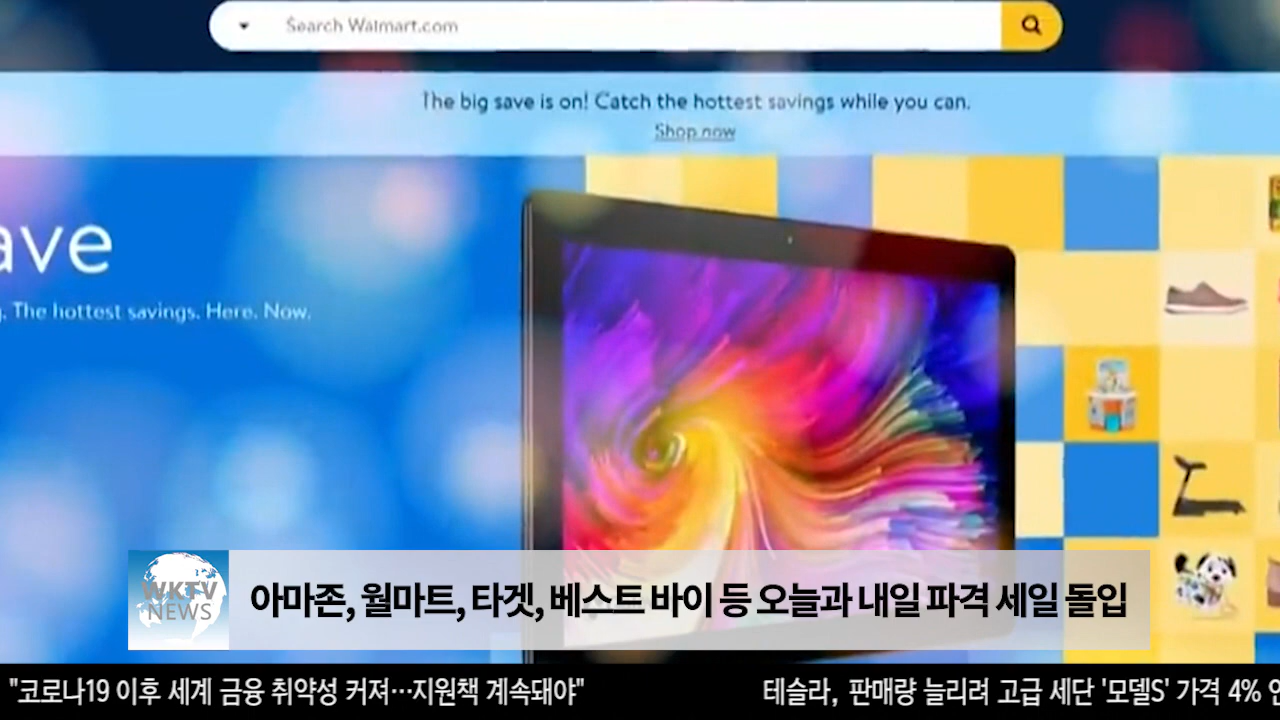 Search Walmart.com
The big save is on! Catch the hottest savings while you can.
Shop now
ave
. The hottest savings. Here. Now.
WKTV
NEWS
아마존, 월마트, 타겟, 베스트 바이 등 오늘과 내일 파격 세일 돌입
"코로나19 이후 세계 금융 취약성 커져…지원책 계속돼야"
테슬라, 판매량 늘리려 고급 세단 '모델S' 가격 4%